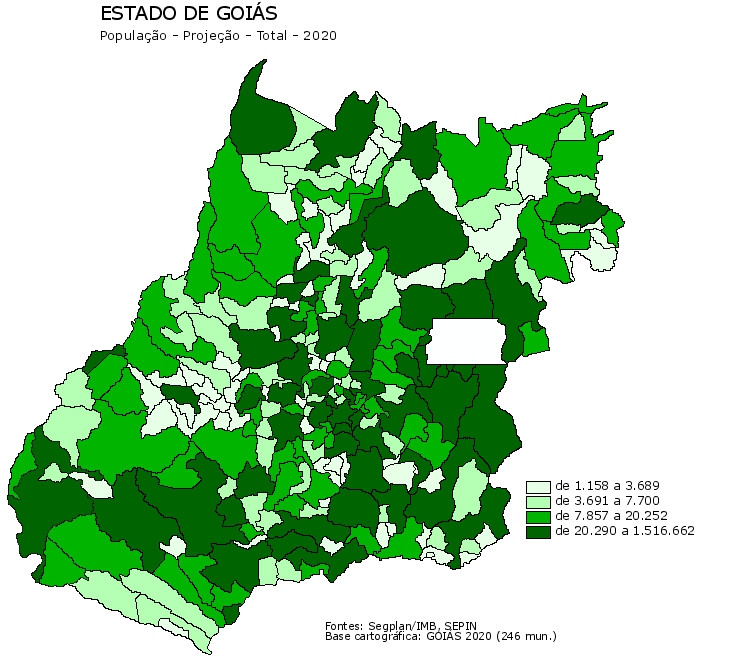 ESTADO DE GOIÁS
População - Projeção - Total - 2020
de 1.158 a 3.689
de 3.691 a 7.700
de 7.857 a 20.252
de 20.290 a 1.516.662
Fontes: Segplan/IMB, SEPIN
Base cartográfica: GOIÁS 2020 (246 mun.)